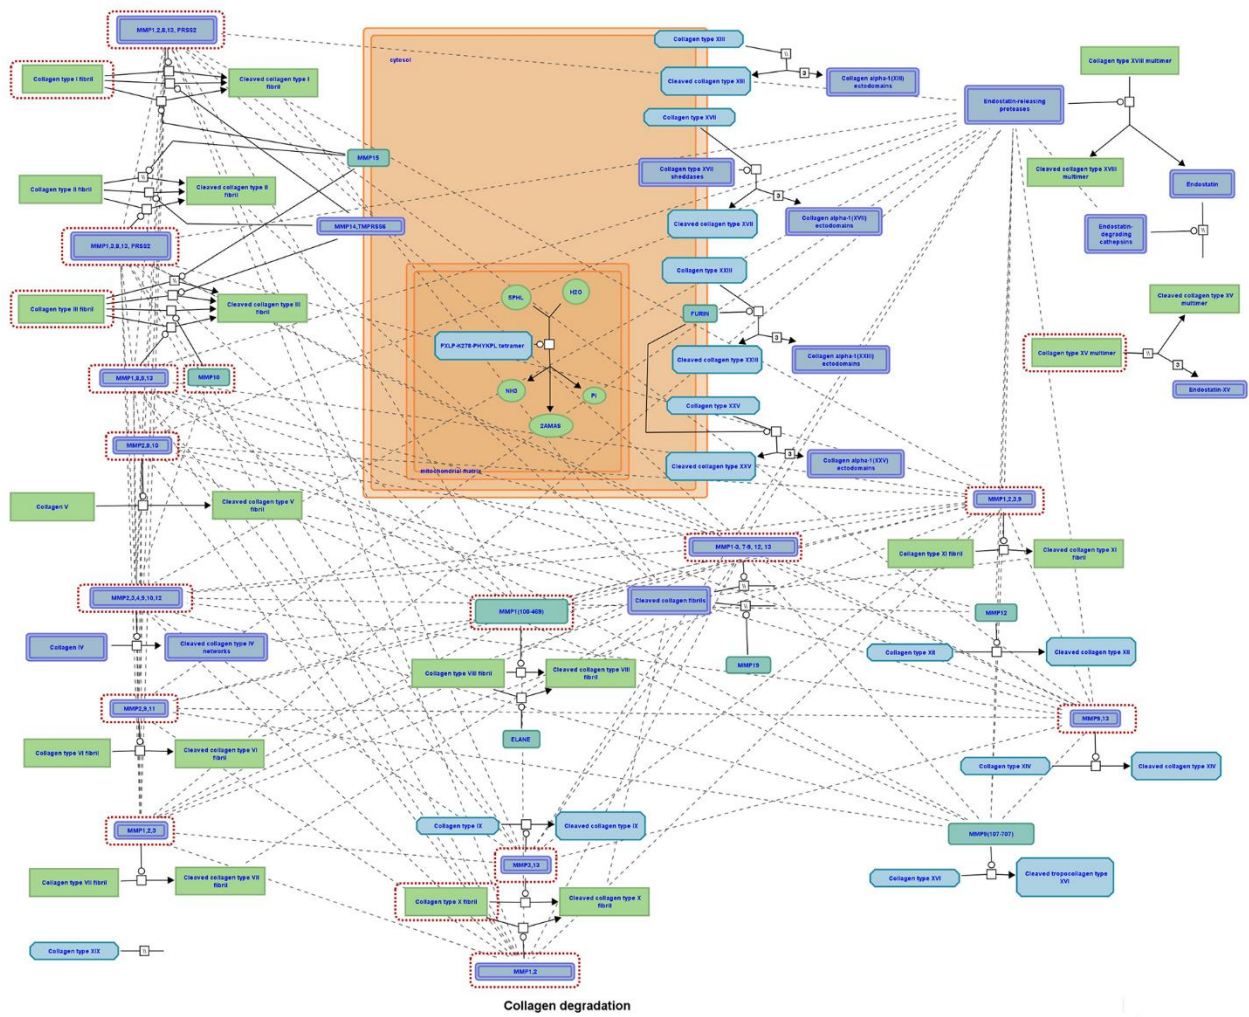 MMP1,2,8,13, PRSS2
Collagen type I fibril
Cleaved collagen type I
fibril
cytosol
Collagen type XIII
Cleaved collagen type XIII
Collagen alpha-1(XIII)
ectodomains
Collagen type XVII
Collagen type XVII
sheddases
Cleaved collagen type XVII
Collagen alpha-1(XVII)
ectodomains
Endostatin-releasing
proteases
Collagen type XVIII multimer
Cleaved collagen type XVIII
multimer
Endostatin
Endostatin-
degrading
cathepsins
MMP15
Collagen type II fibril
Cleaved collagen type II
fibril
MMP14,TMPRSS6
Collagen type III fibril
Cleaved collagen type III
fibril
Collagen type XXIII
FURIN
Cleaved collagen type XXIII
Collagen alpha-1(XXIII)
ectodomains
5PHL
H2O
PXLP-K278-PHYKPL tetramer
NH3
Pi
2AMAS
mitochondrial matrix
Cleaved collagen type XV
multimer
Collagen type XV multimer
Endostatin-XV
MMP10
MMP2,9,10
Collagen type XXV
Cleaved collagen type XXV
Collagen alpha-1(XXV)
ectodomains
Collagen V
Cleaved collagen type V
fibril
MMP1,2,3,9
Collagen type XI fibril
Cleaved collagen type XI
fibril
MMP1-3, 7-9, 12, 13
Cleaved collagen fibrils
MMP19
MMP2,3,4,9,10,12
Collagen IV
Cleaved collagen type IV
networks
MMP1(100-469)
Collagen type VIII fibril
Cleaved collagen type VIII
fibril
ELANE
MMP12
Collagen type XII
Cleaved collagen type XII
MMP2,9,11
Collagen type VI fibril
Cleaved collagen type VI
fibril
MMP9,13
Collagen type XIV
Cleaved collagen type XIV
MMP1,2,3
Collagen type VII fibril
Cleaved collagen type VII
fibril
Collagen type IX
Cleaved collagen type IX
MMP3,13
Collagen type X fibril
Cleaved collagen type X
fibril
MMP1,2
MMP9(107-707)
Collagen type XVI
Cleaved tropocollagen type
XVI
Collagen type XIX
Collagen degradation